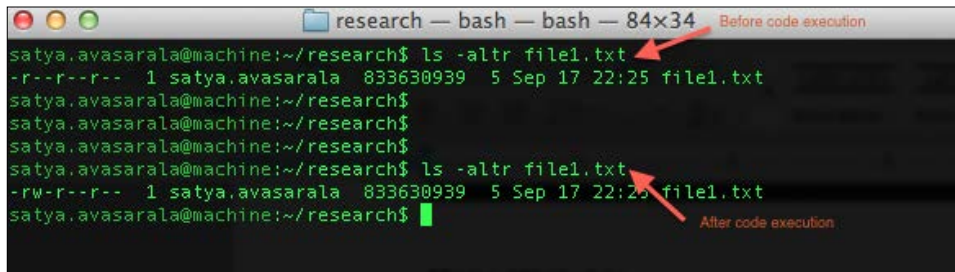 research — bash — bash — 84×34
Before code execution
satya.avasarala@machine:~/research$ ls -altr file1.txt
-r--r--r--  1 satya.avasarala  833630939  5 Sep 17 22:25 file1.txt
satya.avasarala@machine:~/research$
satya.avasarala@machine:~/research$
satya.avasarala@machine:~/research$
satya.avasarala@machine:~/research$ ls -altr file1.txt
-rw-r--r--  1 satya.avasarala  833630939  5 Sep 17 22:25 file1.txt
satya.avasarala@machine:~/research$
After code execution